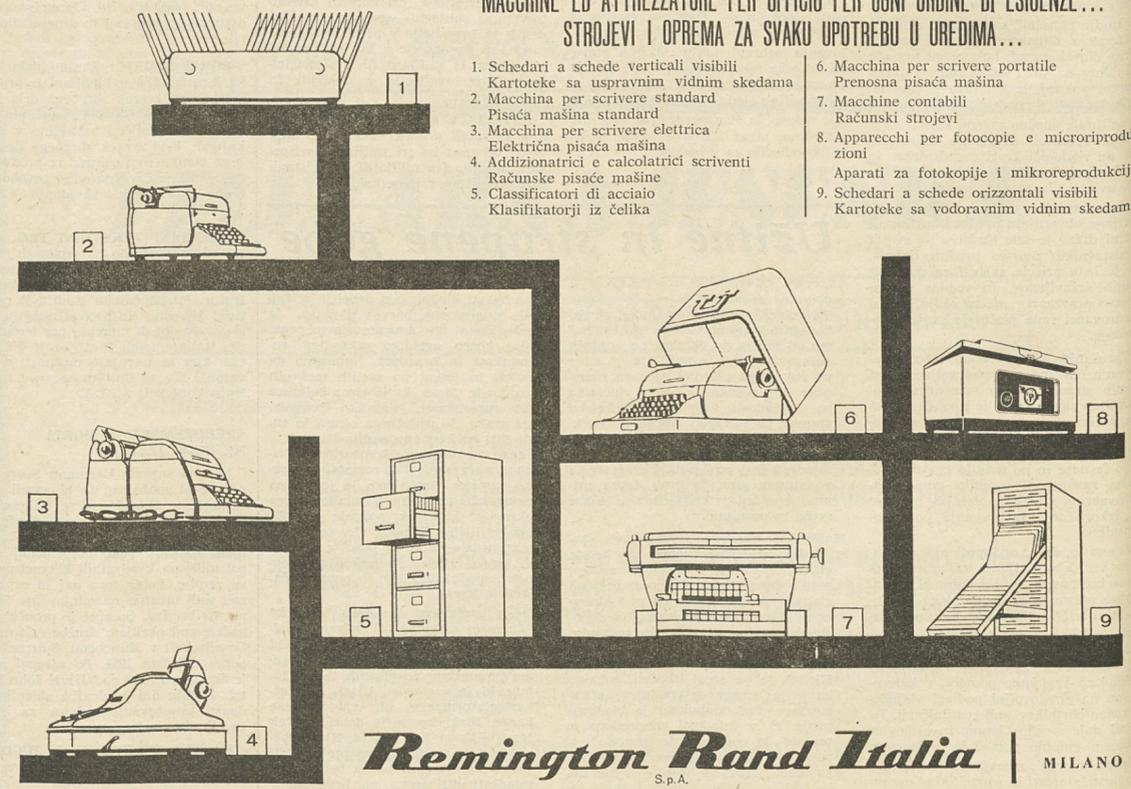 MACCHINE ED ATTREZZATURE PER UFFICIO PER OGNI ORDINE DI ESIGENZE...
STROJEVI I OPREMA ZA SVAKU UPOTREBU U UREDIMA...
1. Schedari a schede verticali visibili
Kartoteke sa uspravnim vidnim skedama
2. Macchina per scrivere standard
Pisaća mašina standard
3. Macchina per scrivere elettrica
Električna pisaća mašina
4. Addizionatrici e calcolatrici scriventi
Računske pisaće mašine
5. Classificatori di acciaio
Klasifikatorji iz čelika
6. Macchina per scrivere portatile
Prenosna pisaća mašina
7. Macchine contabili
Računski strojevi
8. Apparecchi per fotocopie e microriprodu
zioni
Aparati za fotokopije i mikroreprodukcij
9. Schedari a schede orizzontali visibili
Kartoteke sa vodoravnim vidnim skedam
1
2
3
4
5
6
7
8
9
Remington Rand Italia
S.p.A.
MILANO